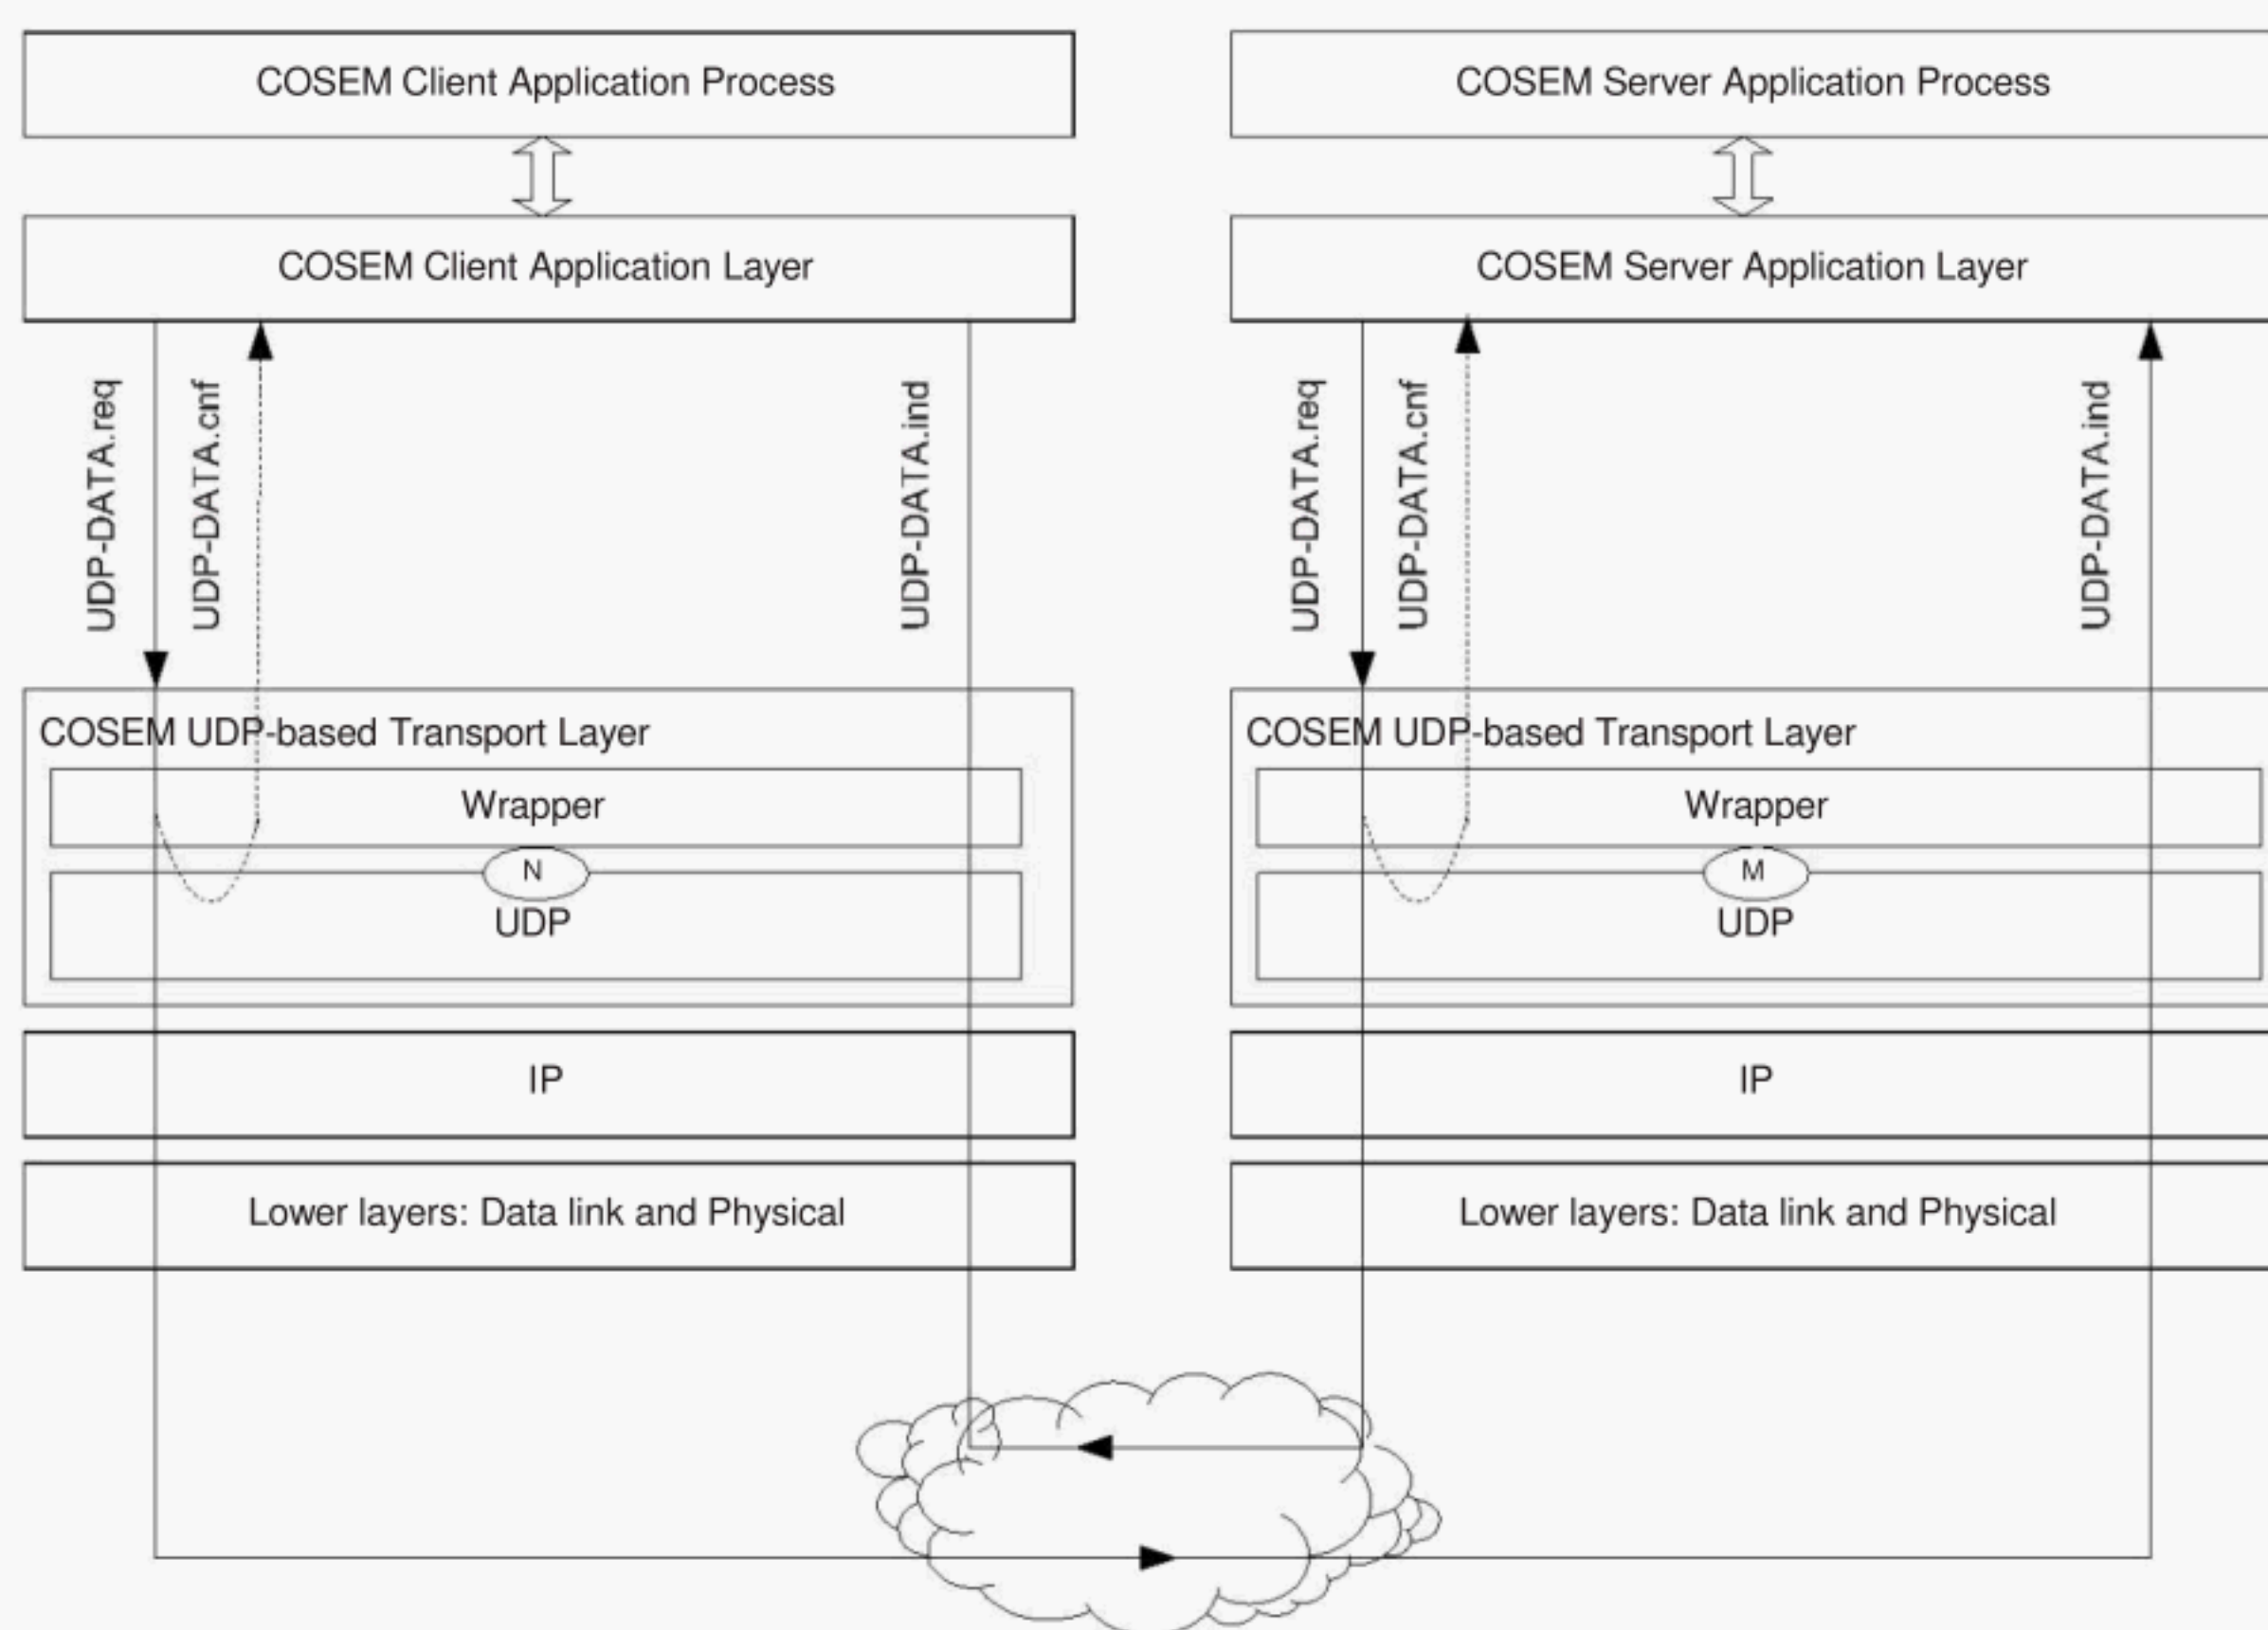 COSEM Client Application Process
COSEM Server Application Process
COSEM Client Application Layer
COSEM Server Application Layer
UDP-DATA.req
UDP-DATA.cnf
UDP-DATA.ind
UDP-DATA.req
UDP-DATA.cnf
UDP-DATA.ind
COSEM UDP-based Transport Layer
COSEM UDP-based Transport Layer
Wrapper
Wrapper
N
M
UDP
UDP
IP
IP
Lower layers: Data link and Physical
Lower layers: Data link and Physical